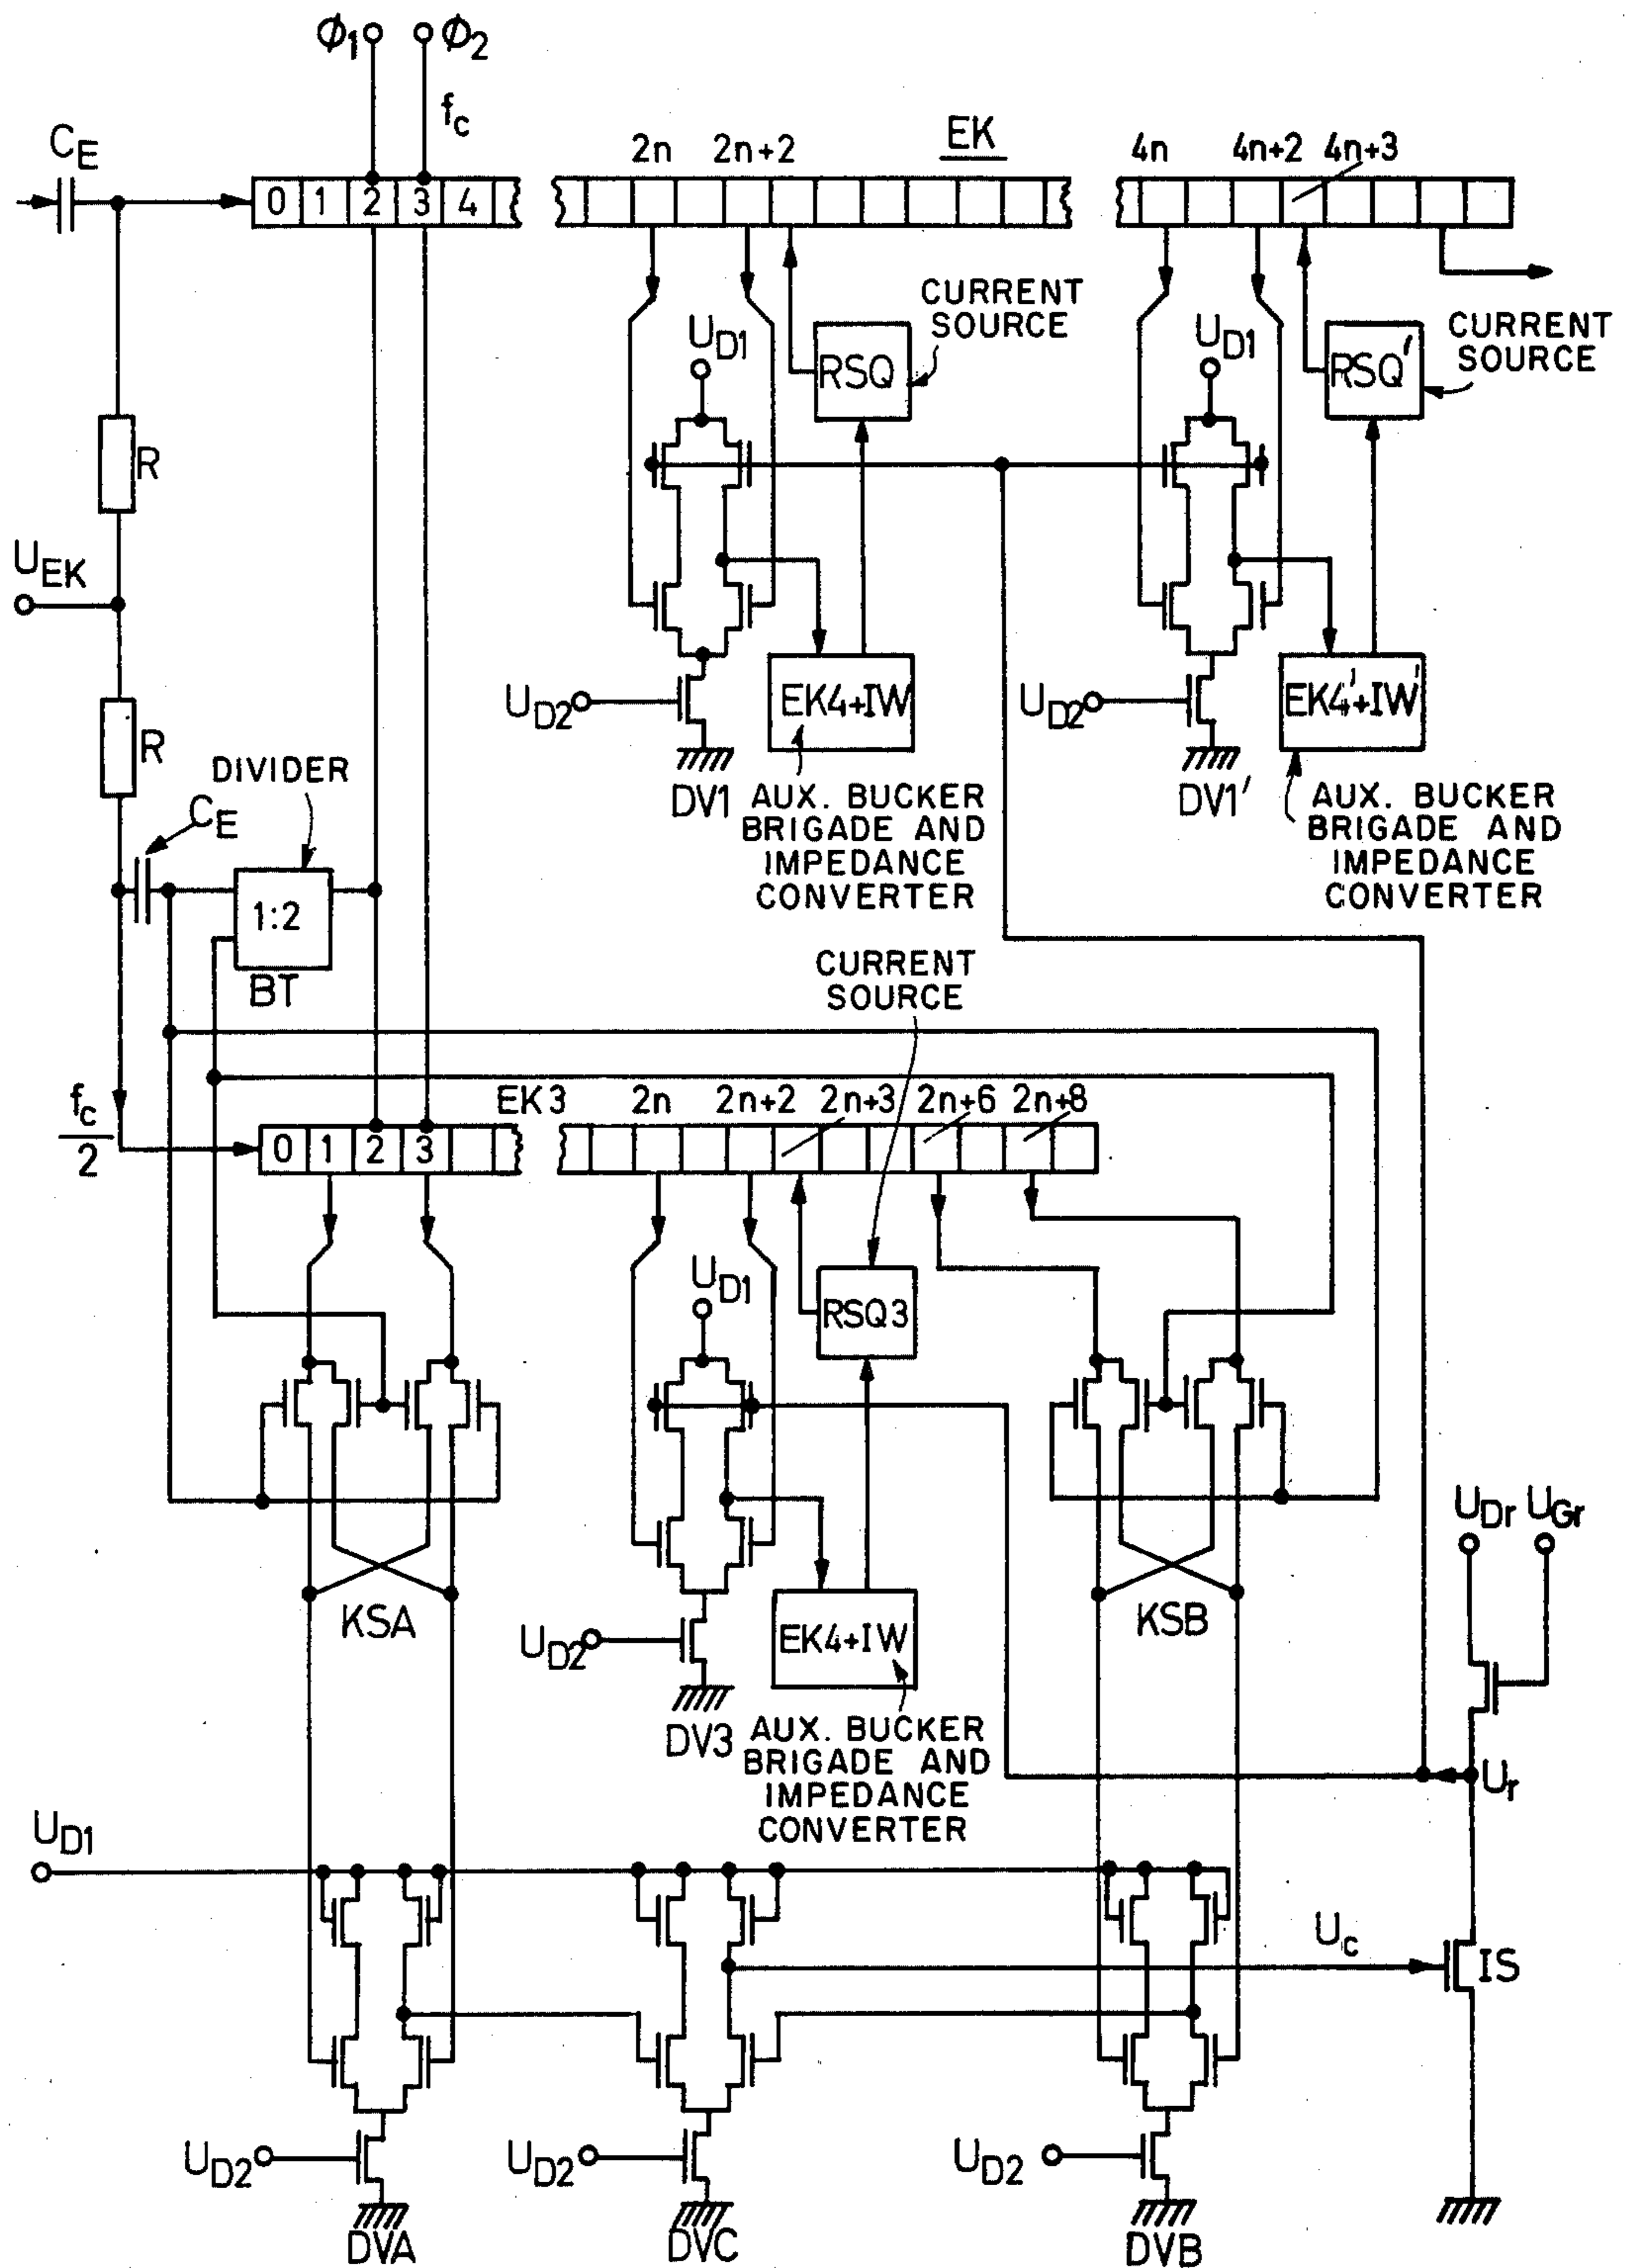 ϕ1 ϕ2
fc
CE
EK
2n 2n+2 4n 4n+2 4n+3
0 1 2 3 4
CURRENT
SOURCE
CURRENT
SOURCE
UD1
RSQ
UD1
RSQ'
R
UEK
UD2
EK4+IW
UD2
EK4'+IW'
R
DIVIDER
CE
DV1
AUX. BUCKER
BRIGADE AND
IMPEDANCE
CONVERTER
DV1'
AUX. BUCKER
BRIGADE AND
IMPEDANCE
CONVERTER
1:2
BT
CURRENT
SOURCE
fc
2
EK3 2n 2n+2 2n+3 2n+6 2n+8
0 1 2 3
UD1
RSQ3
UDr UGr
KSA
UD2
EK4+IW
KSB
DV3
AUX. BUCKER
BRIGADE AND
IMPEDANCE
CONVERTER
Ur
UD1
Uc
IS
UD2
UD2
UD2
DVA
DVC
DVB